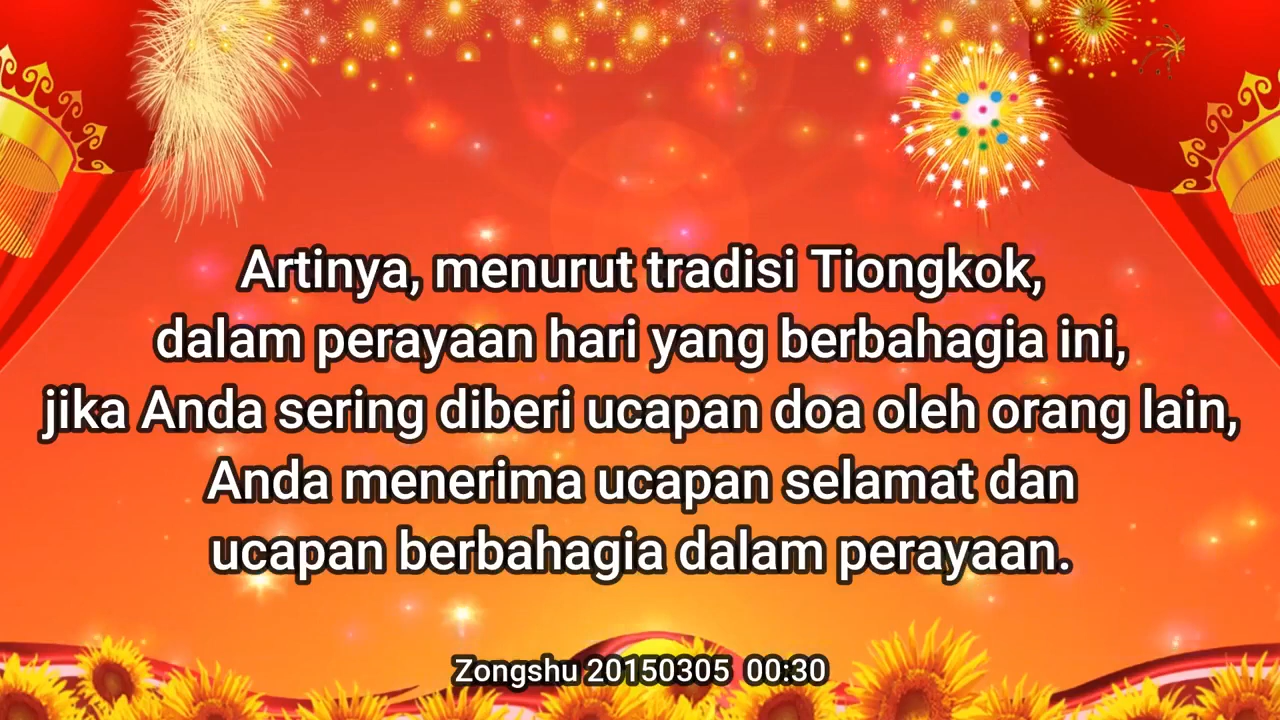 Artinya, menurut tradisi Tiongkok,
dalam perayaan hari yang berbahagia ini,
jika Anda sering diberi ucapan doa oleh orang lain,
Anda menerima ucapan selamat dan
ucapan berbahagia dalam perayaan.
Zongshu 20150305  00:30